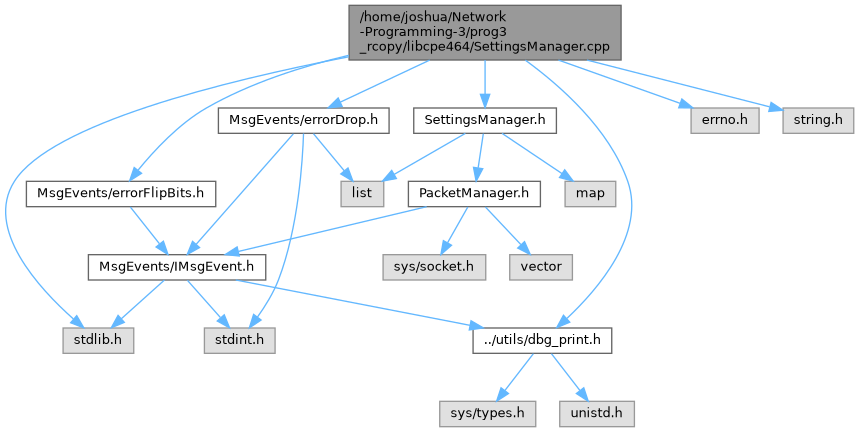 /home/joshua/Network
-Programming-3/prog3
_rcopy/libcpe464/SettingsManager.cpp
MsgEvents/errorDrop.h
SettingsManager.h
errno.h
string.h
MsgEvents/errorFlipBits.h
list
PacketManager.h
map
MsgEvents/IMsgEvent.h
sys/socket.h
vector
stdlib.h
stdint.h
../utils/dbg_print.h
sys/types.h
unistd.h